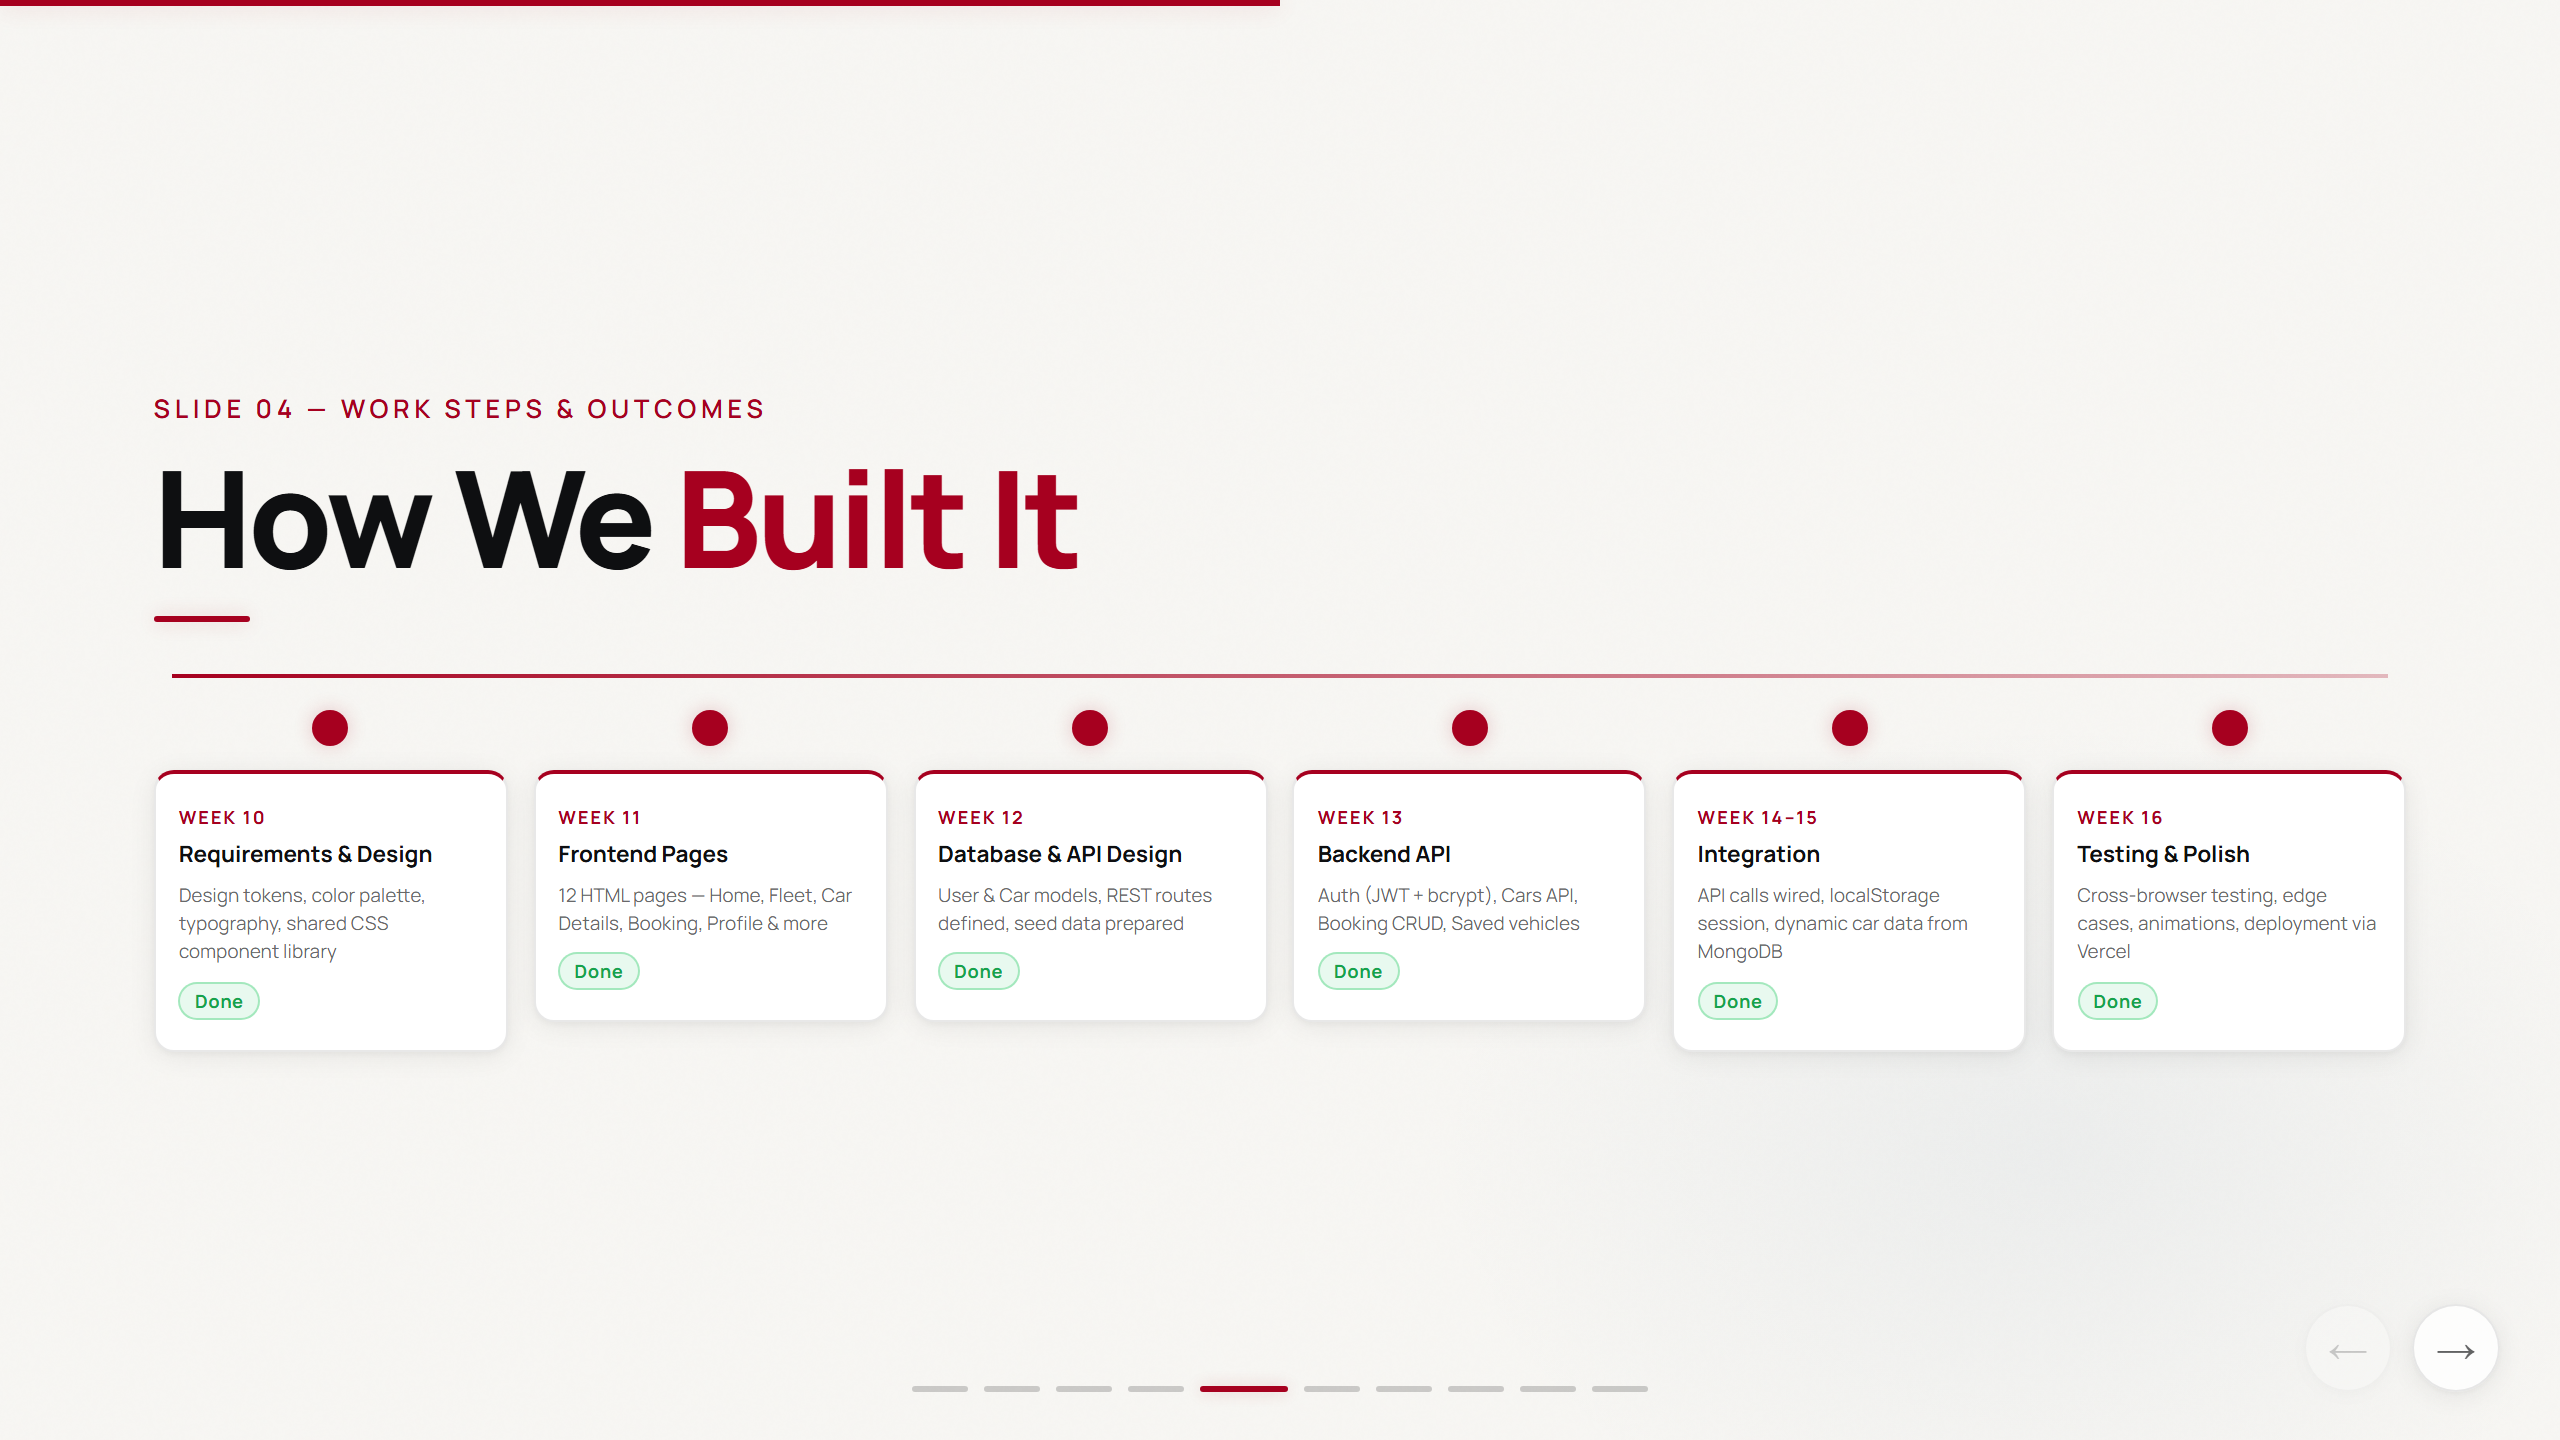 SLIDE 04 — WORK STEPS & OUTCOMES
How We Built It
WEEK 10
Requirements & Design
Design tokens, color palette,
typography, shared CSS
component library
Done
WEEK 11
Frontend Pages
12 HTML pages — Home, Fleet, Car
Details, Booking, Profile & more
Done
WEEK 12
Database & API Design
User & Car models, REST routes
defined, seed data prepared
Done
WEEK 13
Backend API
Auth (JWT + bcrypt), Cars API,
Booking CRUD, Saved vehicles
Done
WEEK 14–15
Integration
API calls wired, localStorage
session, dynamic car data from
MongoDB
Done
WEEK 16
Testing & Polish
Cross-browser testing, edge
cases, animations, deployment via
Vercel
Done
← →